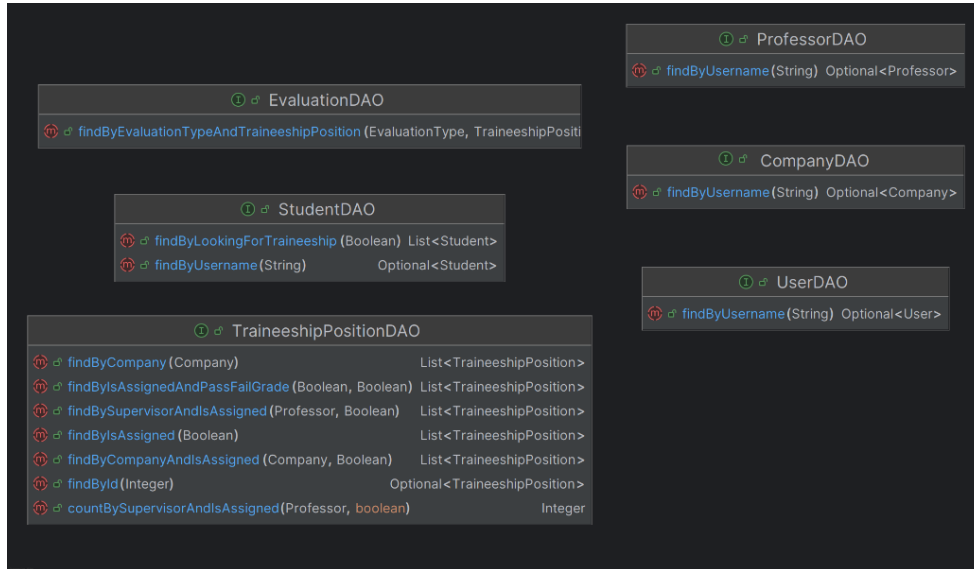 ProfessorDAO
findByUsername(String) Optional<Professor>
EvaluationDAO
findByEvaluationTypeAndTraineeshipPosition(EvaluationType, TraineeshipPositi
CompanyDAO
findByUsername(String) Optional<Company>
StudentDAO
findByLookingForTraineeship(Boolean) List<Student>
findByUsername(String) Optional<Student>
UserDAO
findByUsername(String) Optional<User>
TraineeshipPositionDAO
findByCompany(Company) List<TraineeshipPosition>
findByIsAssignedAndPassFailGrade(Boolean, Boolean) List<TraineeshipPosition>
findBySupervisorAndIsAssigned(Professor, Boolean) List<TraineeshipPosition>
findByIsAssigned(Boolean) List<TraineeshipPosition>
findByCompanyAndIsAssigned(Company, Boolean) List<TraineeshipPosition>
findById(Integer) Optional<TraineeshipPosition>
countBySupervisorAndIsAssigned(Professor, boolean) Integer